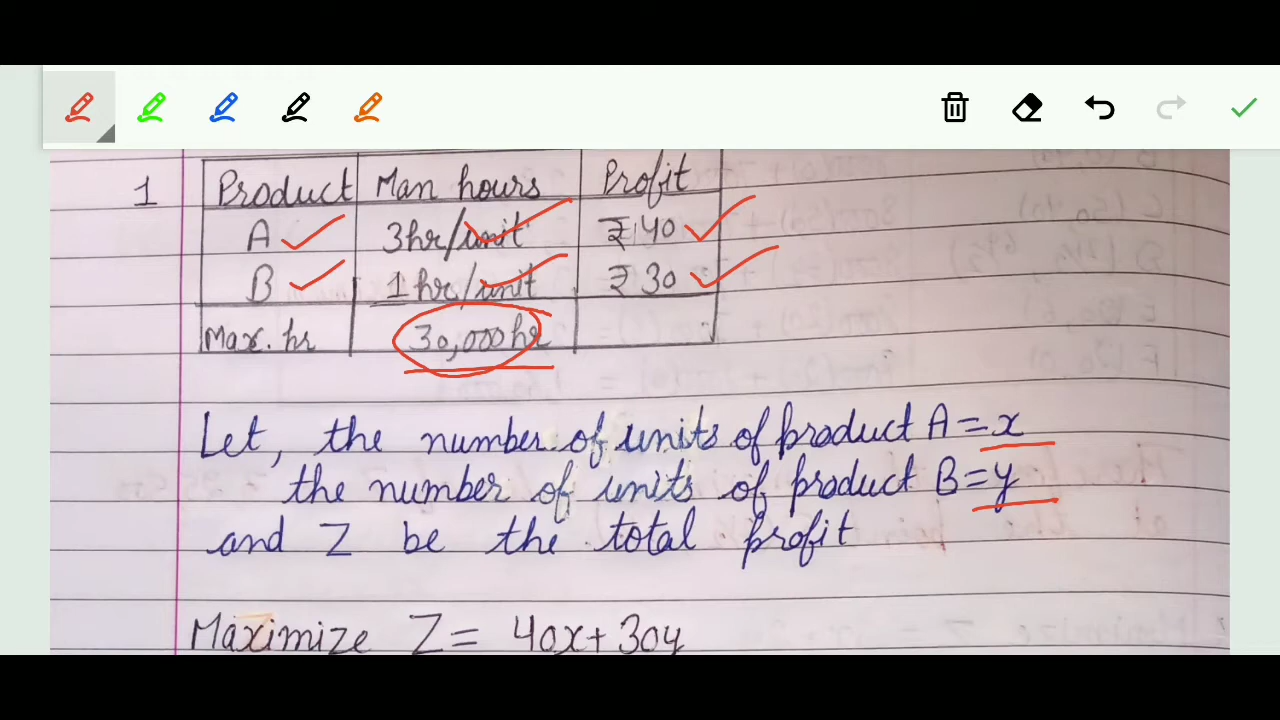 1 Product Man hours Profit
A 3hr/unit ₹ 40
B 1hr/unit ₹ 30
Max. hr 30,000 hr
Let, the number of units of product A = x
the number of units of product B = y
and Z be the total profit
Maximize Z = 40x + 30y